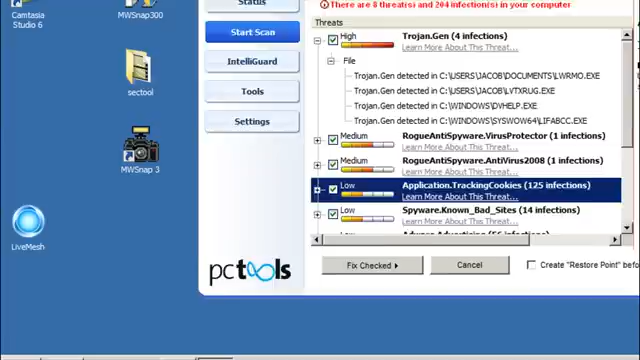 Camtasia
Studio 6
MWSnap300
sectool
MWSnap 3
LiveMesh
Status
Start Scan
IntelliGuard
Tools
Settings
pctools
There are 8 threat(s) and 204 infection(s) in your computer
Threats
High Trojan.Gen (4 infections)
Learn More About This Threat...
File
Trojan.Gen detected in C:\USERS\JACOB\DOCUMENTS\LWRMO.EXE
Trojan.Gen detected in C:\USERS\JACOB\LVTXRUG.EXE
Trojan.Gen detected in C:\WINDOWS\DVHELP.EXE
Trojan.Gen detected in C:\WINDOWS\SYSWOW64\LIFABCC.EXE
Medium RogueAntiSpyware.VirusProtector (1 infections)
Learn More About This Threat...
Medium RogueAntiSpyware.AntiVirus2008 (1 infections)
Learn More About This Threat...
Low Application.TrackingCookies (125 infections)
Learn More About This Threat...
Low Spyware.Known_Bad_Sites (14 infections)
Learn More About This Threat...
Low Adware.Advertising (56 infections)
Fix Checked
Cancel
Create "Restore Point" befo